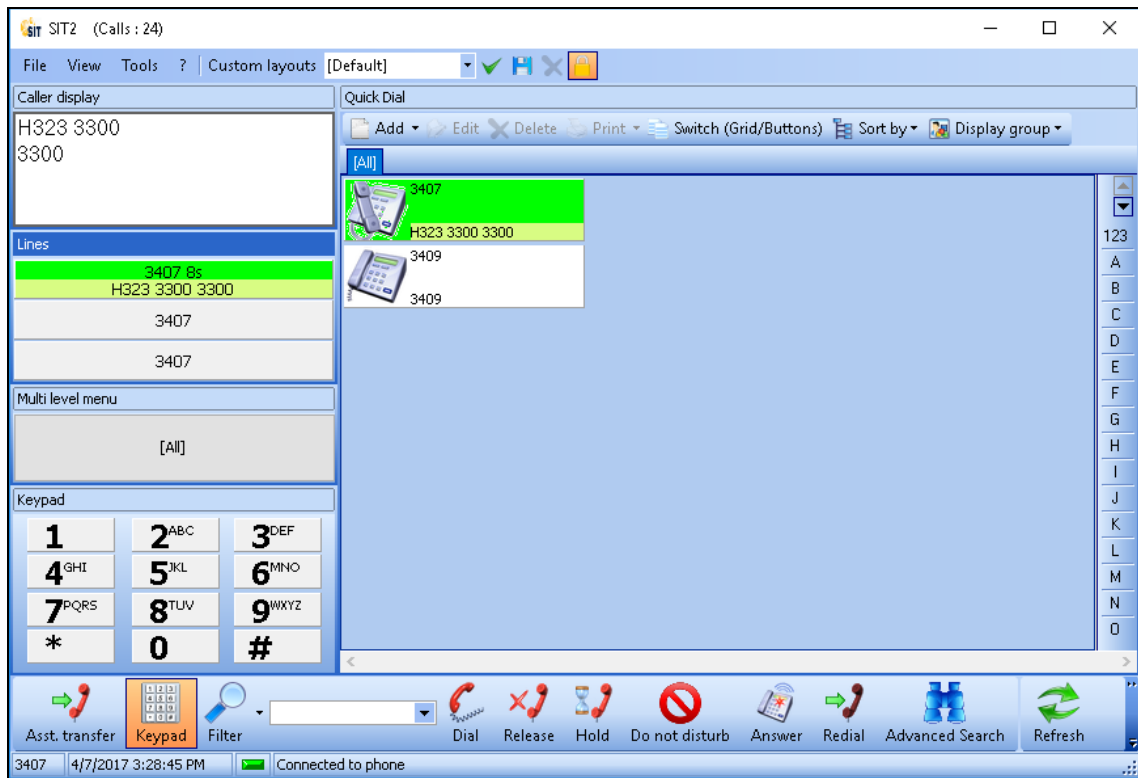 SIT SIT2 (Calls : 24)
File View Tools ? Custom layouts [Default]
Caller display
H323 3300
3300
Lines
3407 8s
H323 3300 3300
3407
3407
Multi level menu
[All]
Keypad
1 2ABC 3DEF
4GHI 5JKL 6MNO
7PQRS 8TUV 9WXYZ
* 0 #
Quick Dial
Add Edit Delete Print Switch (Grid/Buttons) Sort by Display group
[All]
3407
H323 3300 3300
3409
3409
123
A
B
C
D
E
F
G
H
I
J
K
L
M
N
O
Asst. transfer Keypad Filter Dial Release Hold Do not disturb Answer Redial Advanced Search Refresh
3407 4/7/2017 3:28:45 PM Connected to phone